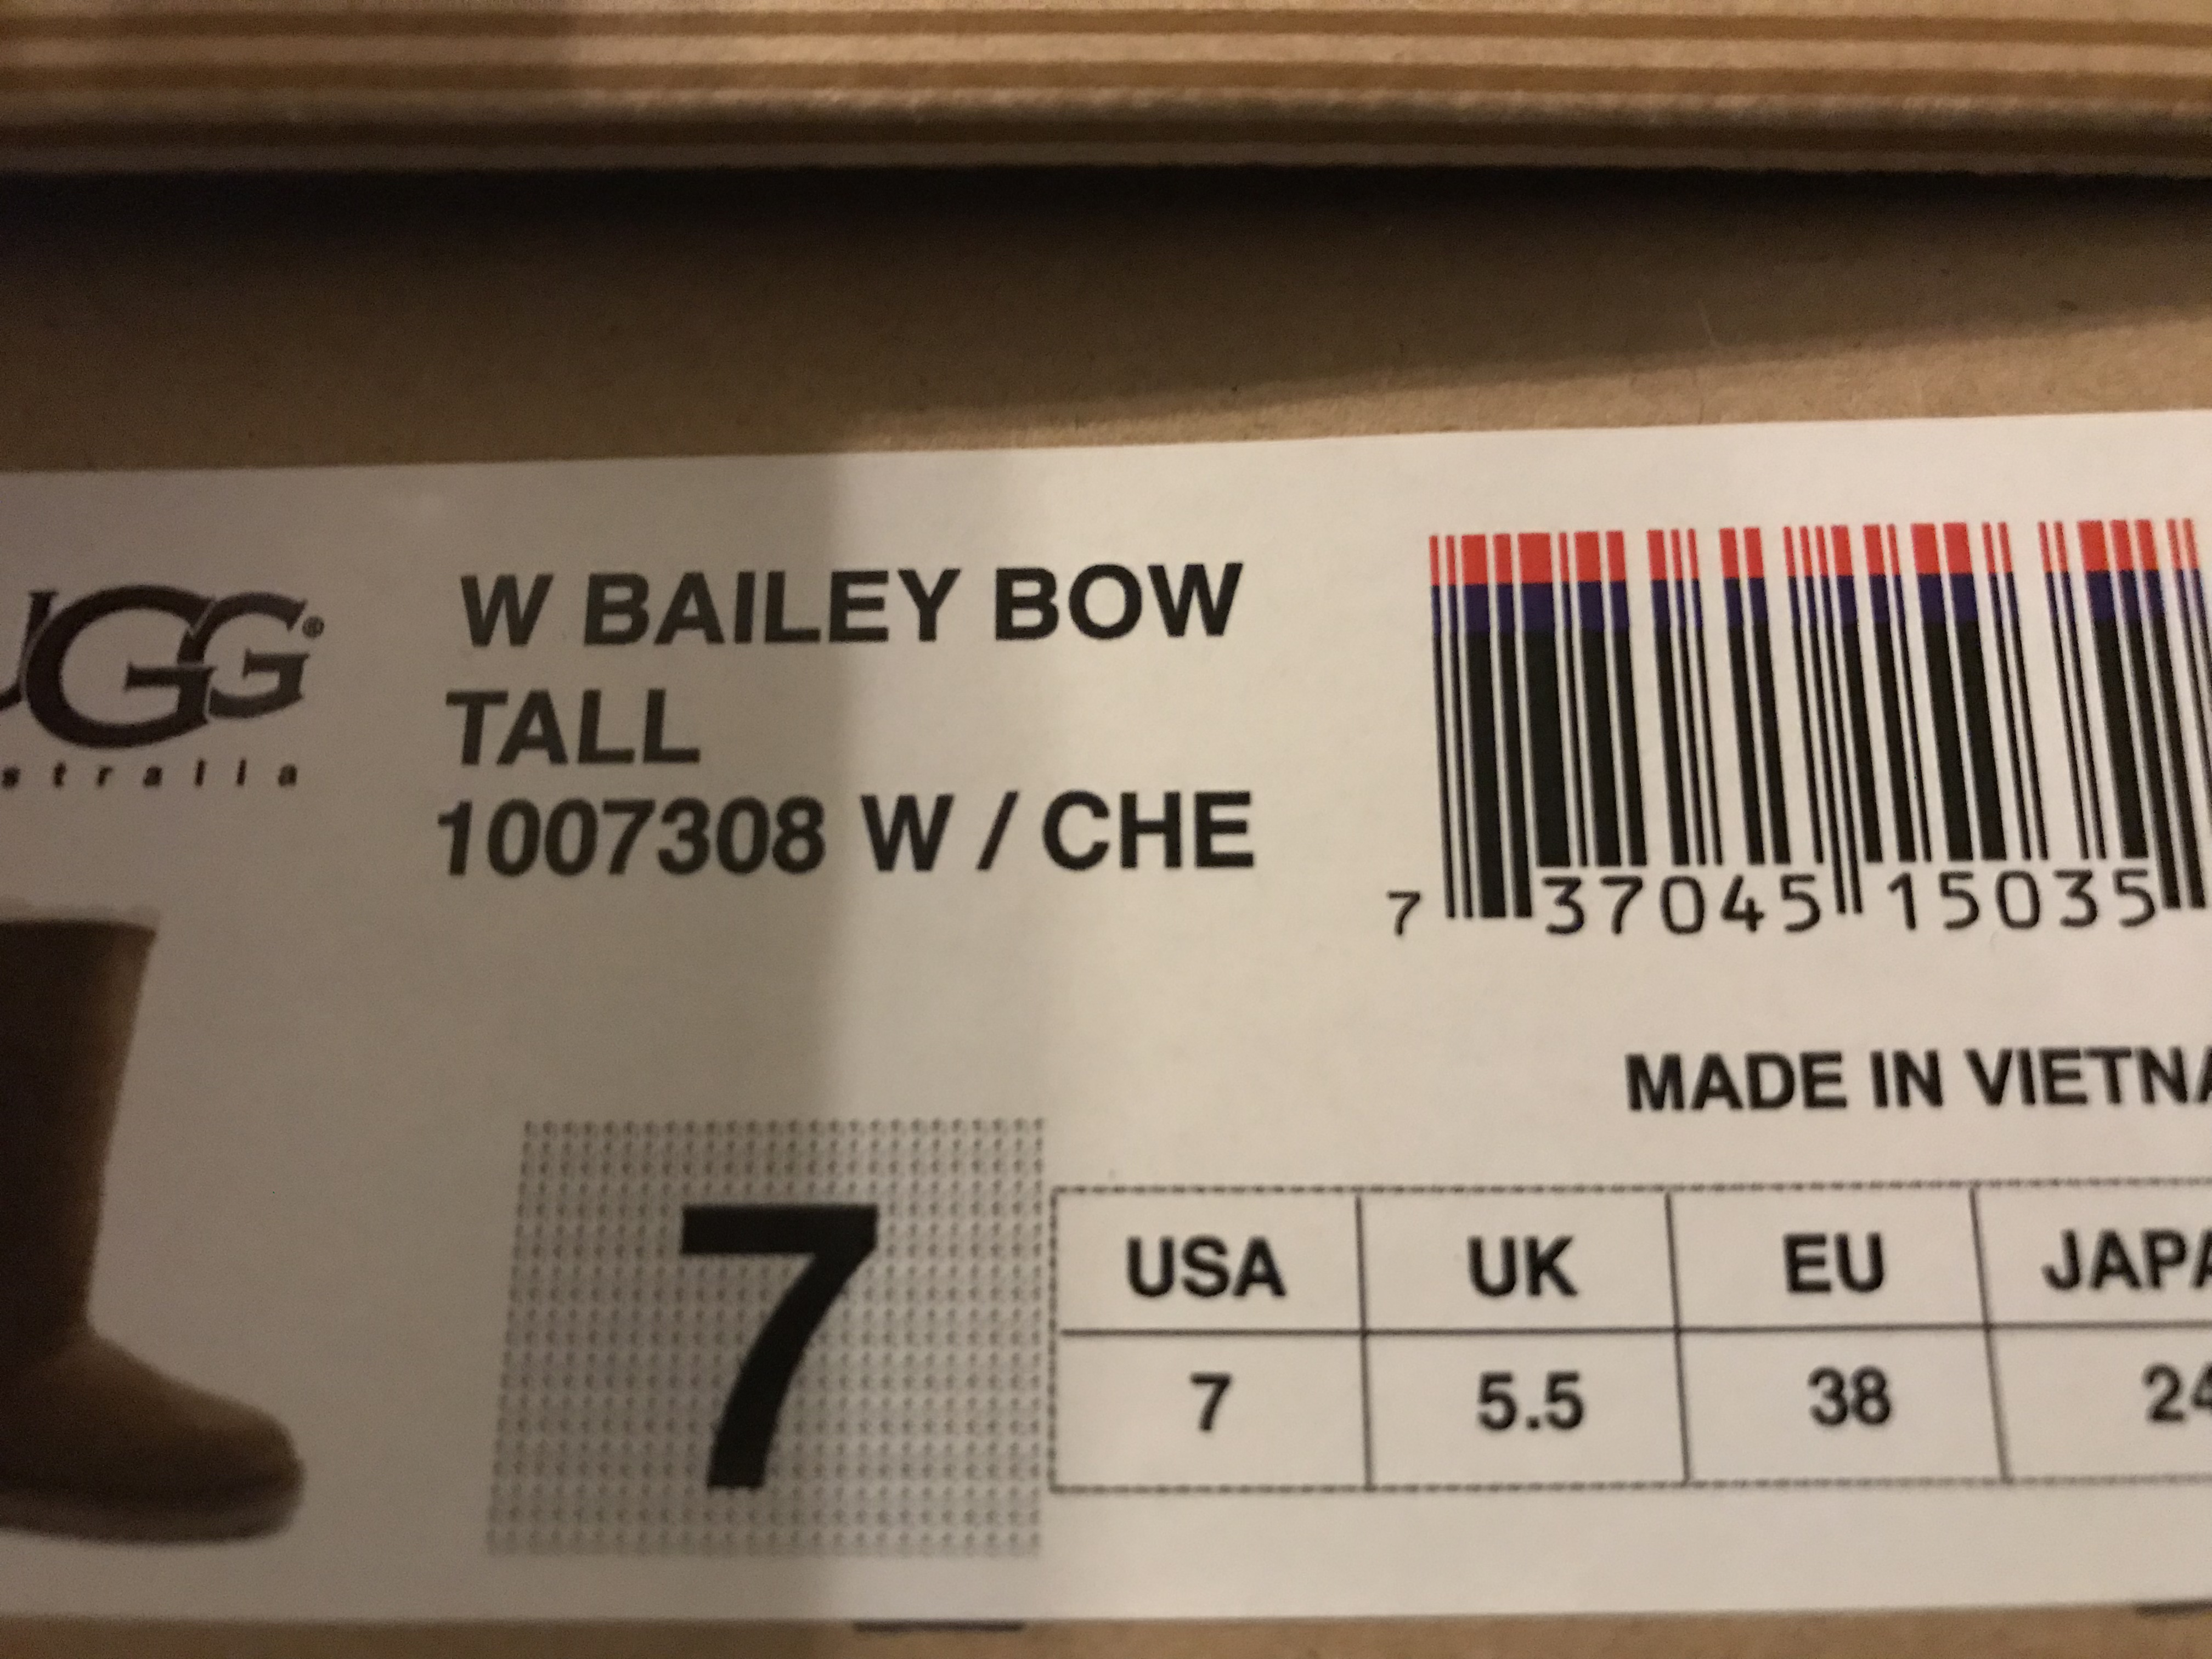 UGG®
stralia
W BAILEY BOW
TALL
1007308 W / CHE
7 37045 15035
MADE IN VIETNA
7
USA UK EU JAPA
7 5.5 38 24